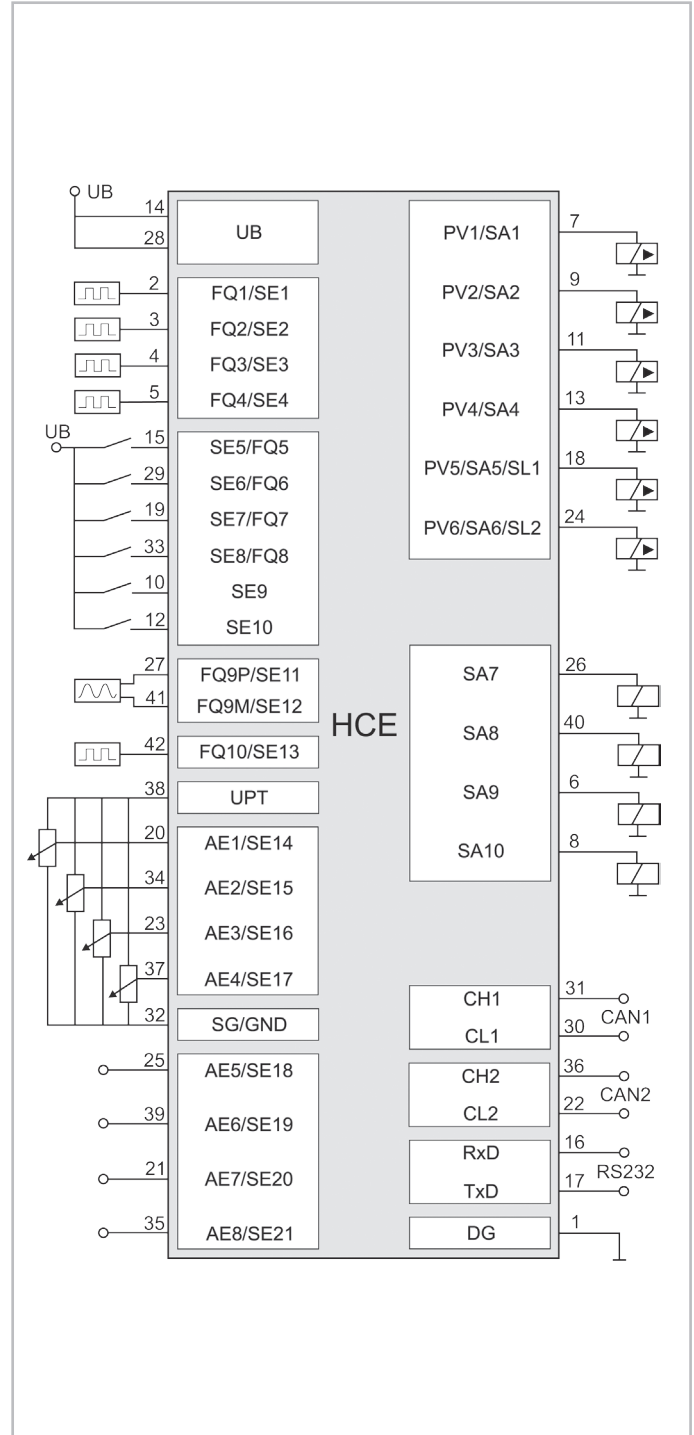 UB
14
28
UB
2
FQ1/SE1
3
FQ2/SE2
4
FQ3/SE3
5
FQ4/SE4
UB
15
SE5/FQ5
29
SE6/FQ6
19
SE7/FQ7
33
SE8/FQ8
10
SE9
12
SE10
27
FQ9P/SE11
41
FQ9M/SE12
42
FQ10/SE13
38
UPT
20
AE1/SE14
34
AE2/SE15
23
AE3/SE16
37
AE4/SE17
32
SG/GND
25
AE5/SE18
39
AE6/SE19
21
AE7/SE20
35
AE8/SE21
HCE
PV1/SA1
7
PV2/SA2
9
PV3/SA3
11
PV4/SA4
13
PV5/SA5/SL1
18
PV6/SA6/SL2
24
SA7
26
SA8
40
SA9
6
SA10
8
CH1
31
CAN1
CL1
30
CH2
36
CAN2
CL2
22
RxD
16
RS232
TxD
17
DG
1